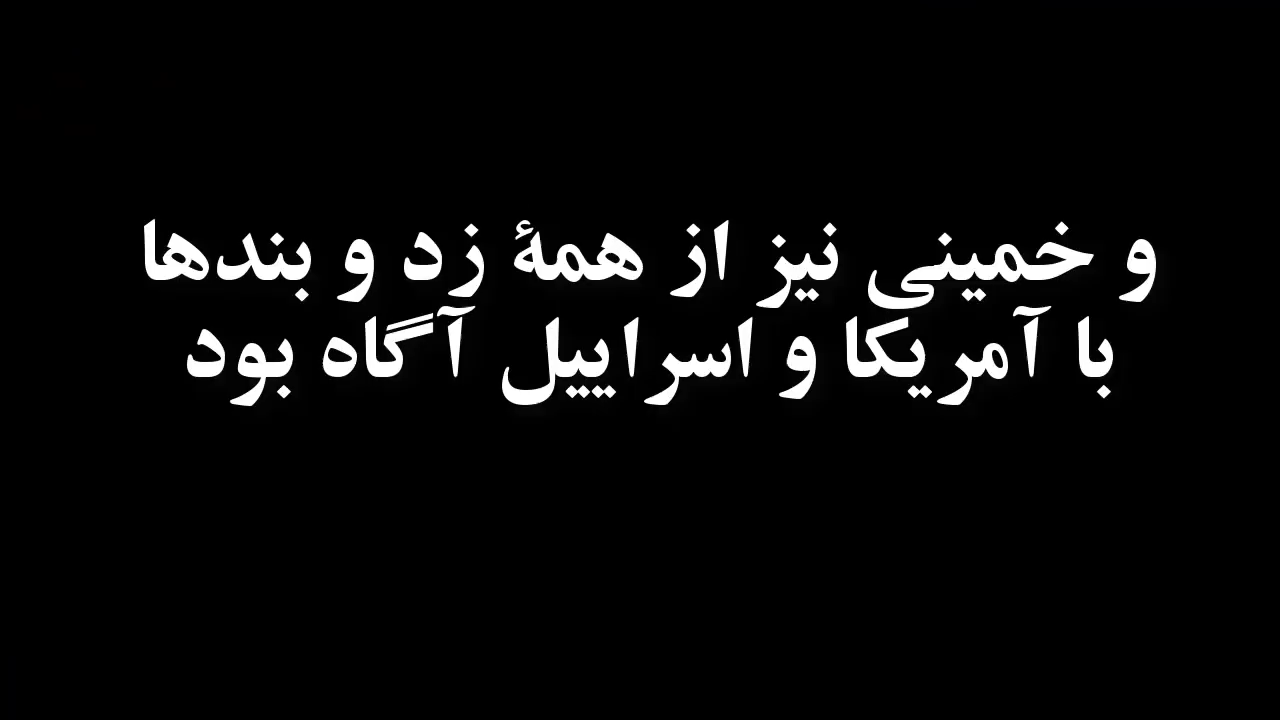 و خمینی نیز از همهٔ زد و بندها
با آمریکا و اسراییل آگاه بود